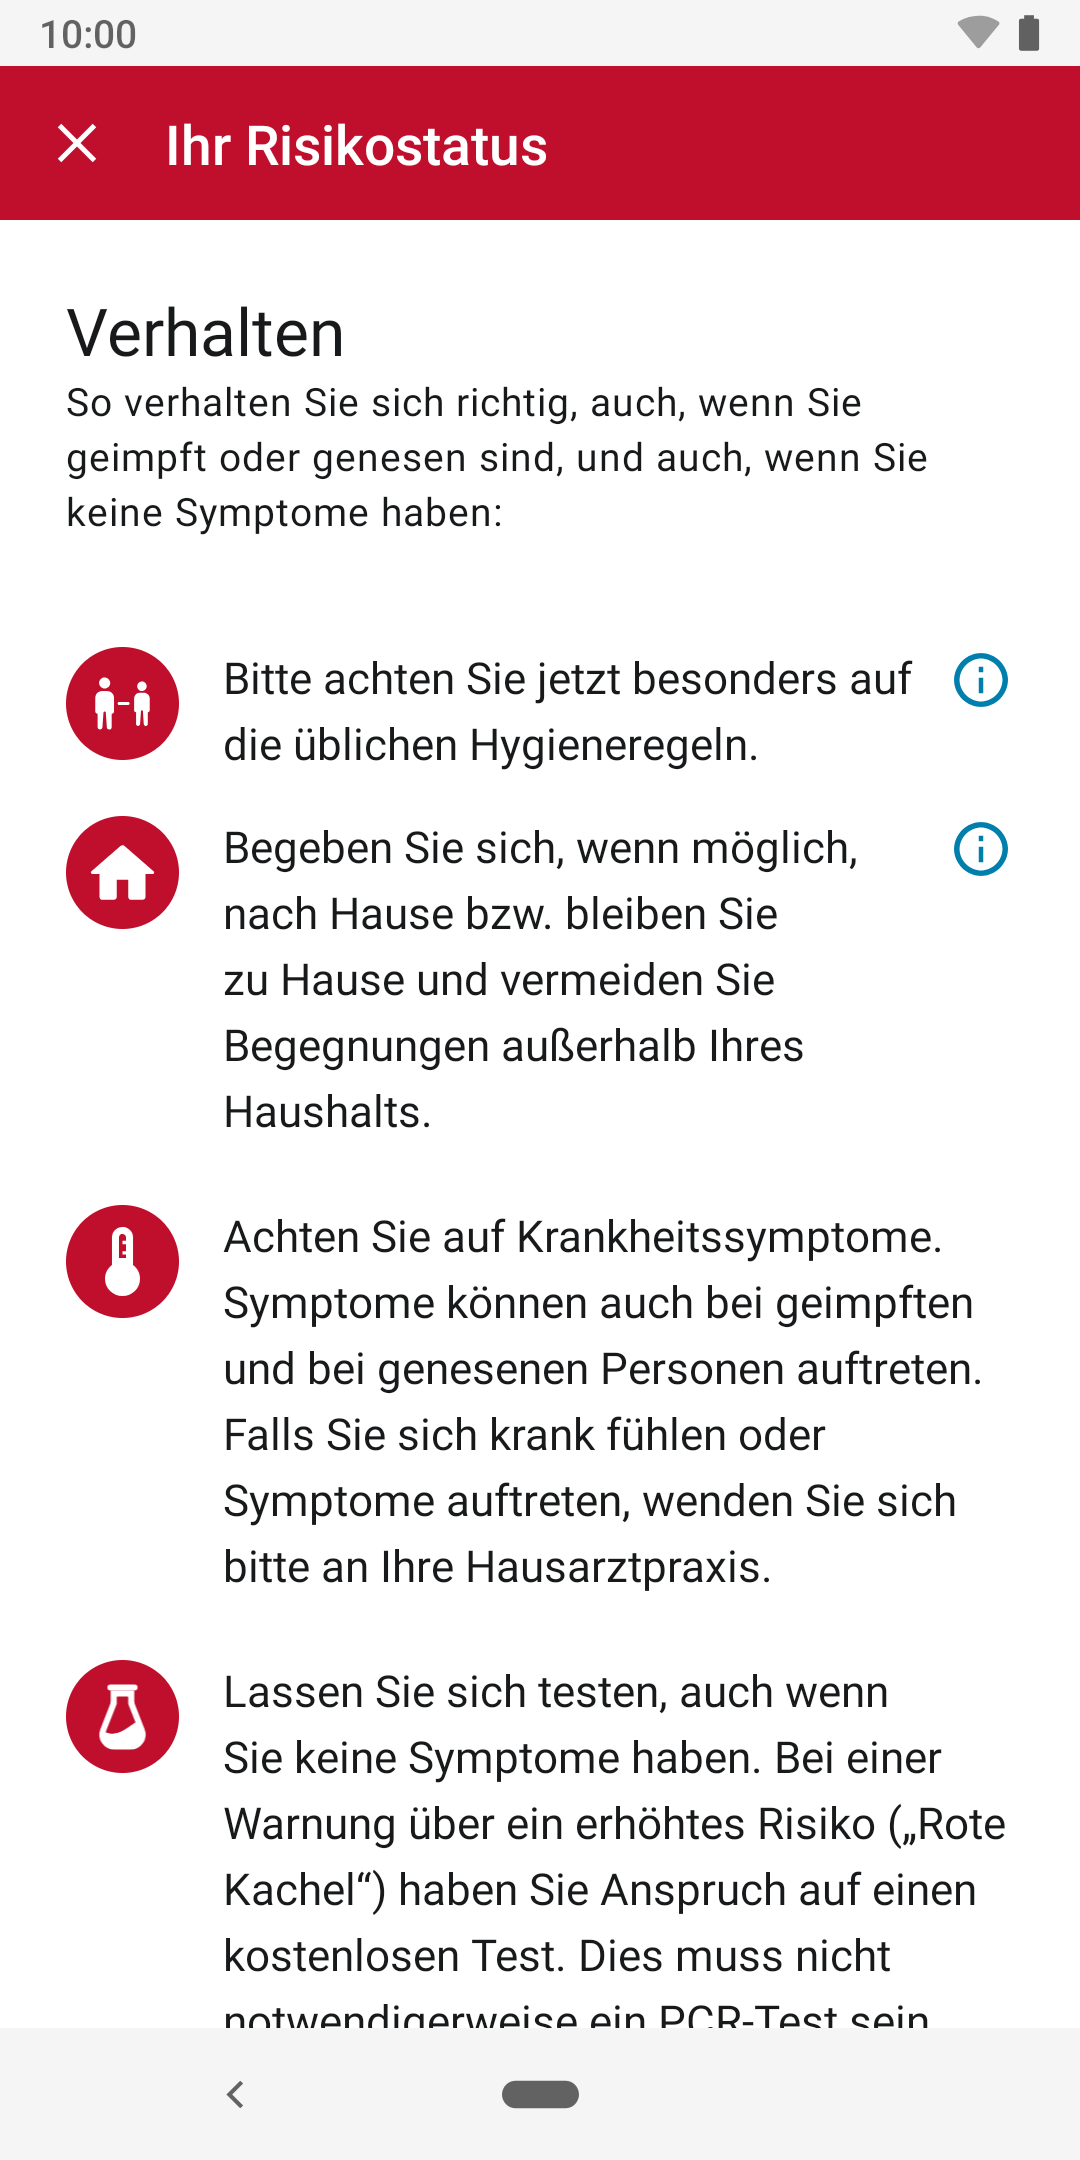 10:00
Ihr Risikostatus
Verhalten
So verhalten Sie sich richtig, auch, wenn Sie
geimpft oder genesen sind, und auch, wenn Sie
keine Symptome haben:
Bitte achten Sie jetzt besonders auf
die üblichen Hygieneregeln.
Begeben Sie sich, wenn möglich,
nach Hause bzw. bleiben Sie
zu Hause und vermeiden Sie
Begegnungen außerhalb Ihres
Haushalts.
Achten Sie auf Krankheitssymptome.
Symptome können auch bei geimpften
und bei genesenen Personen auftreten.
Falls Sie sich krank fühlen oder
Symptome auftreten, wenden Sie sich
bitte an Ihre Hausarztpraxis.
Lassen Sie sich testen, auch wenn
Sie keine Symptome haben. Bei einer
Warnung über ein erhöhtes Risiko („Rote
Kachel“) haben Sie Anspruch auf einen
kostenlosen Test. Dies muss nicht
notwendigerweise ein PCR-Test sein